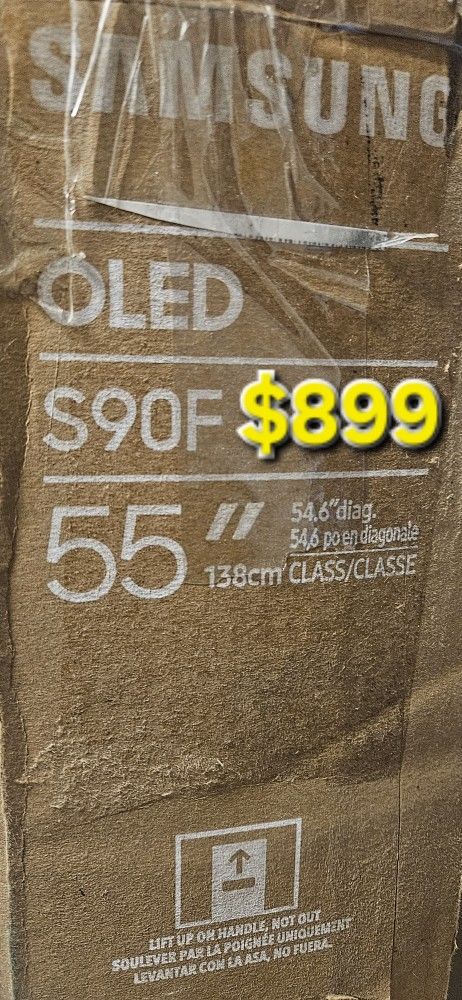 SAMSUNG
OLED
S90F $899
55" 54.6"diag.
54,6 po en diagonale
138cm CLASS/CLASSE
LIFT UP ON HANDLE, NOT OUT
SOULEVER PAR LA POIGNÉE UNIQUEMENT
LEVANTAR CON LA ASA, NO FUERA.